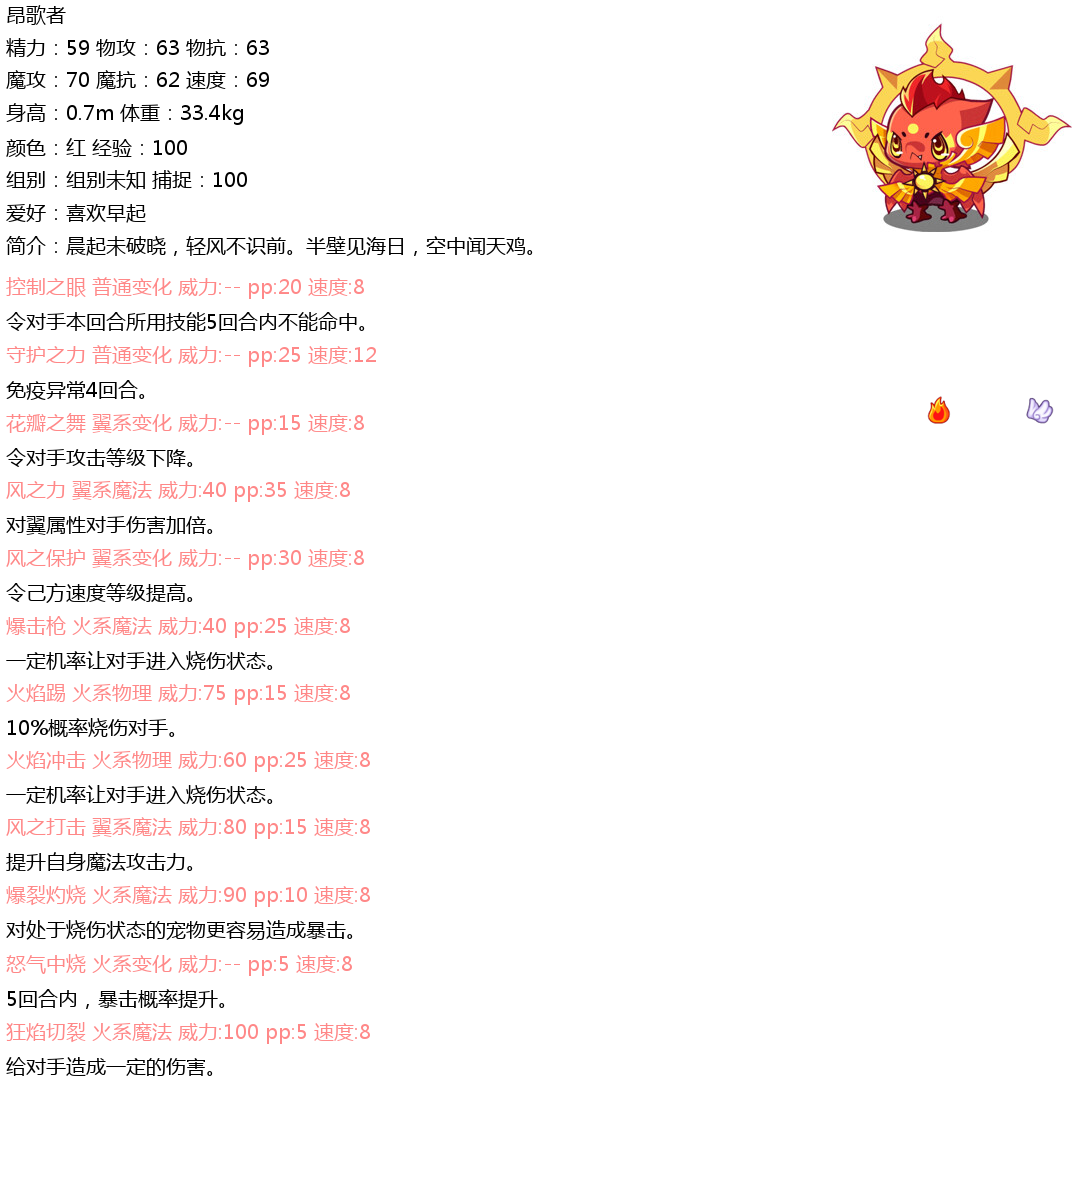 昂歌者
精力：59 物攻：63 物抗：63
魔攻：70 魔抗：62 速度：69
身高：0.7m 体重：33.4kg
颜色：红 经验：100
组别：组别未知 捕捉：100
爱好：喜欢早起
简介：晨起未破晓，轻风不识前。半壁见海日，空中闻天鸡。
控制之眼 普通变化 威力:-- pp:20 速度:8
令对手本回合所用技能5回合内不能命中。
守护之力 普通变化 威力:-- pp:25 速度:12
免疫异常4回合。
花瓣之舞 翼系变化 威力:-- pp:15 速度:8
令对手攻击等级下降。
风之力 翼系魔法 威力:40 pp:35 速度:8
对翼属性对手伤害加倍。
风之保护 翼系变化 威力:-- pp:30 速度:8
令己方速度等级提高。
爆击枪 火系魔法 威力:40 pp:25 速度:8
一定机率让对手进入烧伤状态。
火焰踢 火系物理 威力:75 pp:15 速度:8
10%概率烧伤对手。
火焰冲击 火系物理 威力:60 pp:25 速度:8
一定机率让对手进入烧伤状态。
风之打击 翼系魔法 威力:80 pp:15 速度:8
提升自身魔法攻击力。
爆裂灼烧 火系魔法 威力:90 pp:10 速度:8
对处于烧伤状态的宠物更容易造成暴击。
怒气中烧 火系变化 威力:-- pp:5 速度:8
5回合内，暴击概率提升。
狂焰切裂 火系魔法 威力:100 pp:5 速度:8
给对手造成一定的伤害。